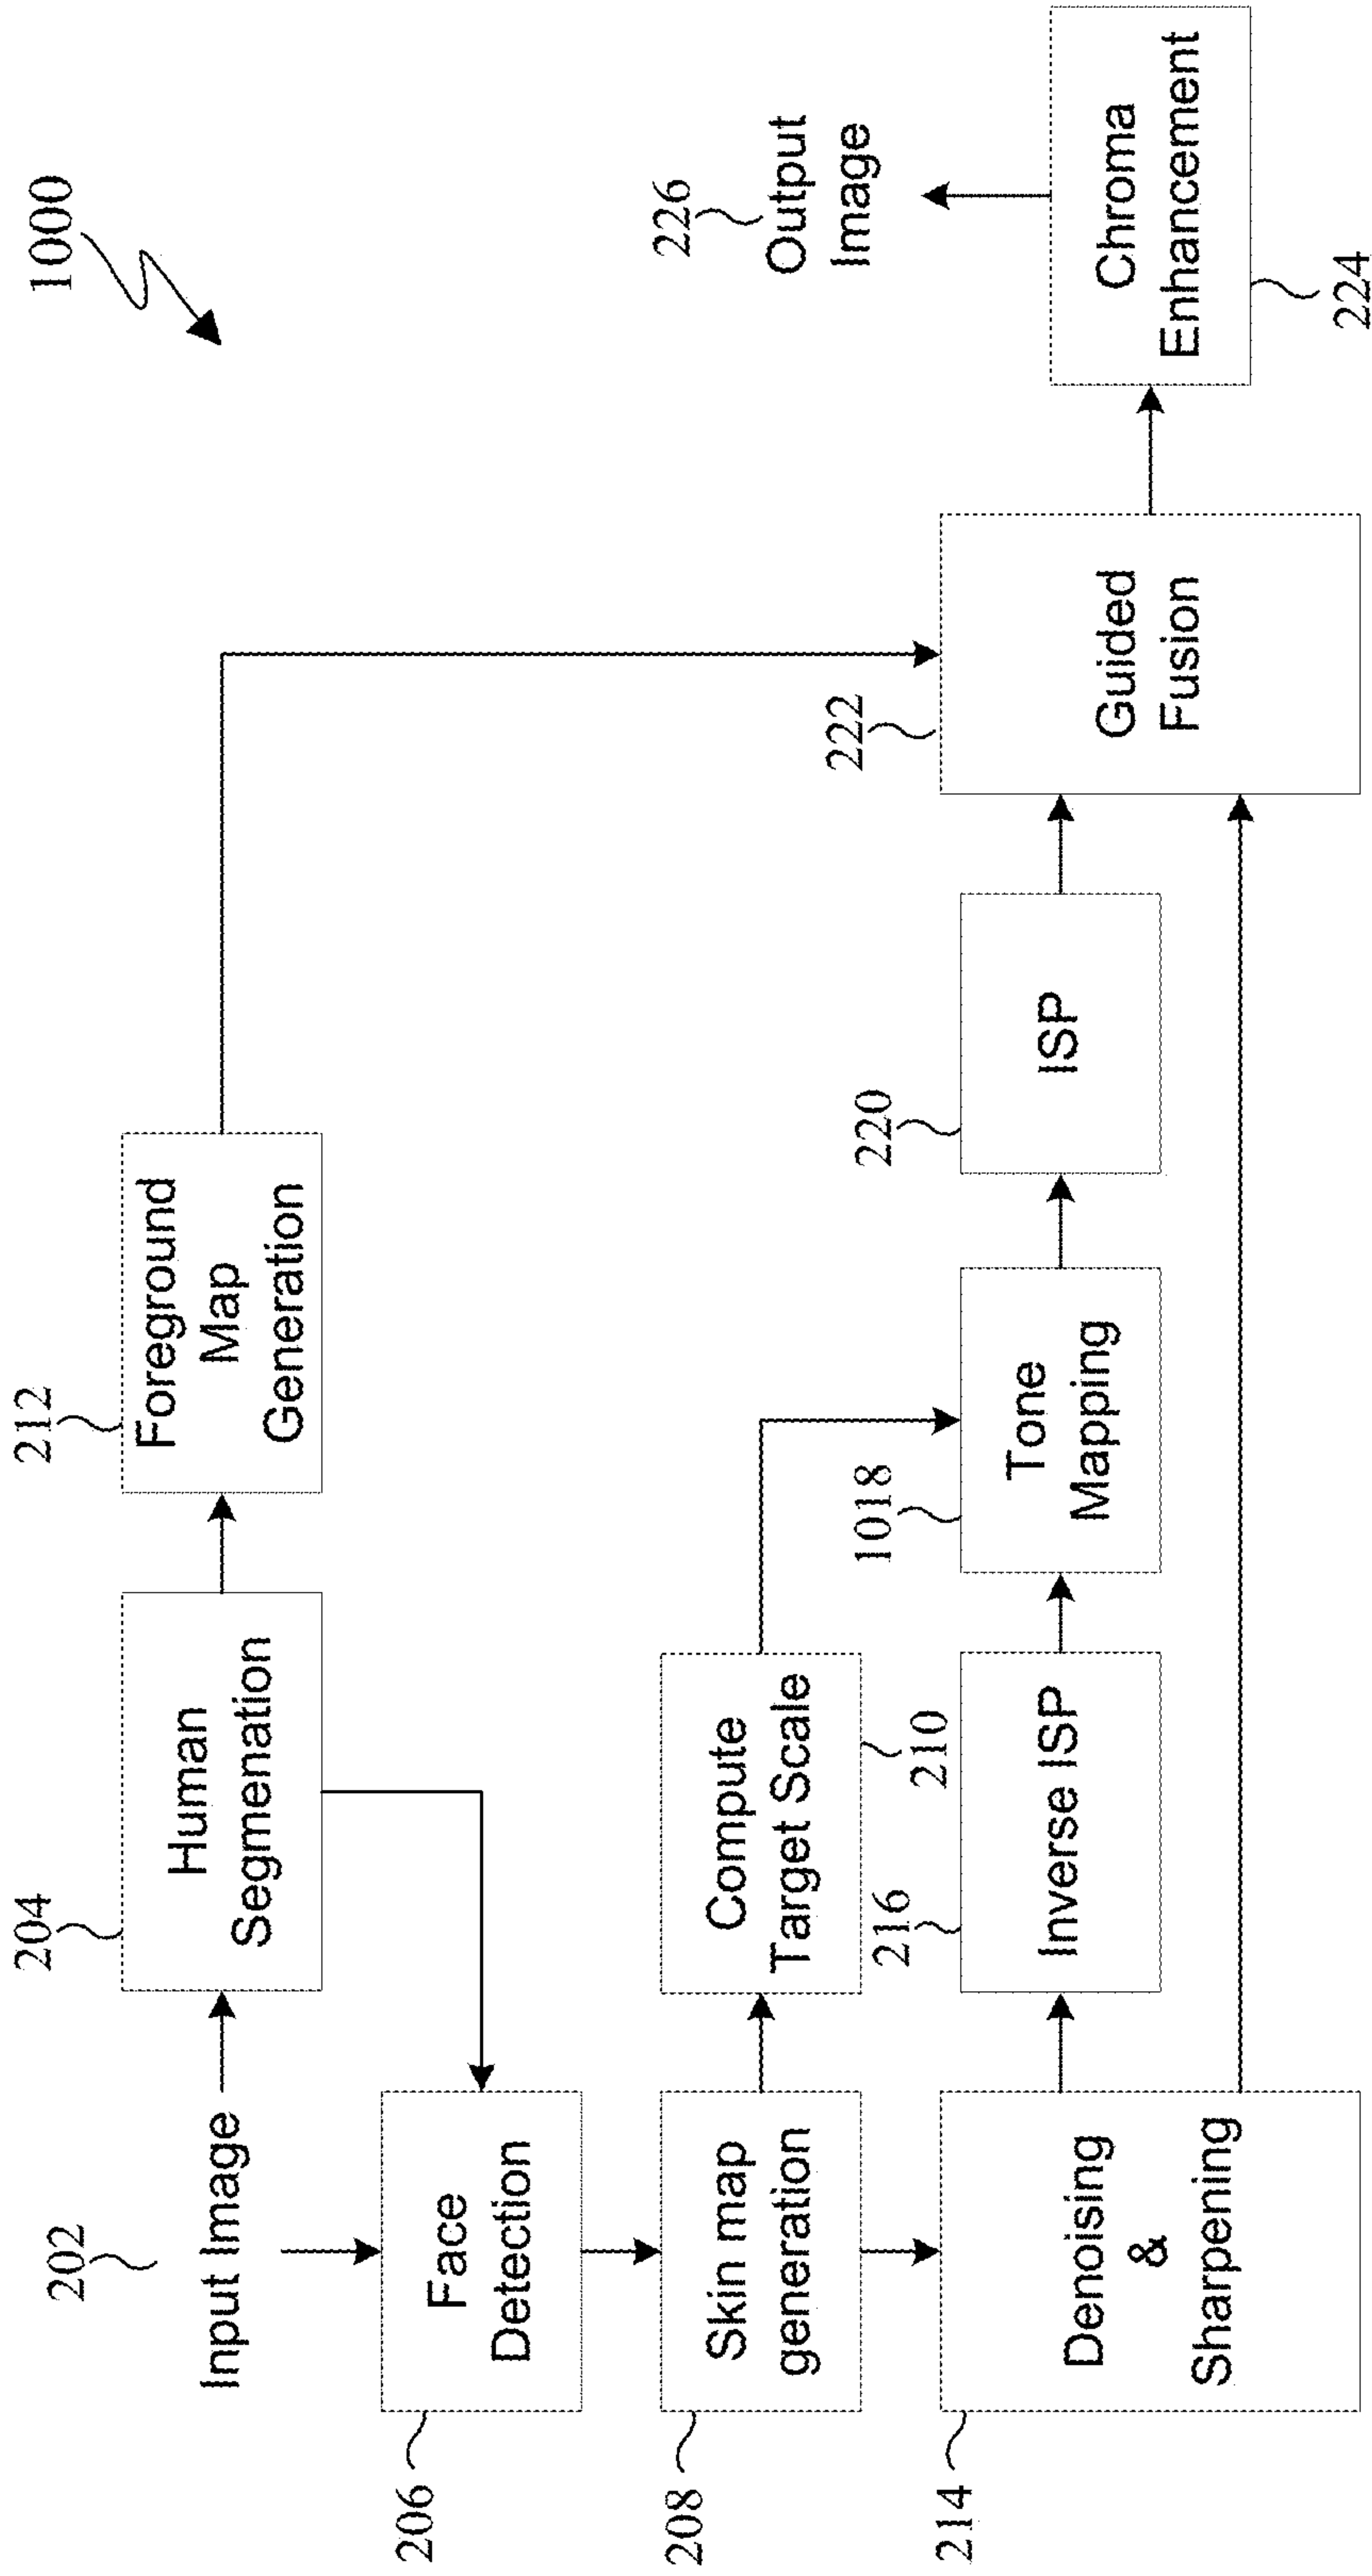 1000
202
Input Image
204
Human
Segmenation
212
Foreground
Map
Generation
206
Face
Detection
208
Skin map
generation
Compute
Target Scale
210
214
Denoising
&
Sharpening
216
Inverse ISP
1018
Tone
Mapping
220
ISP
222
Guided
Fusion
226
Output
Image
Chroma
Enhancement
224